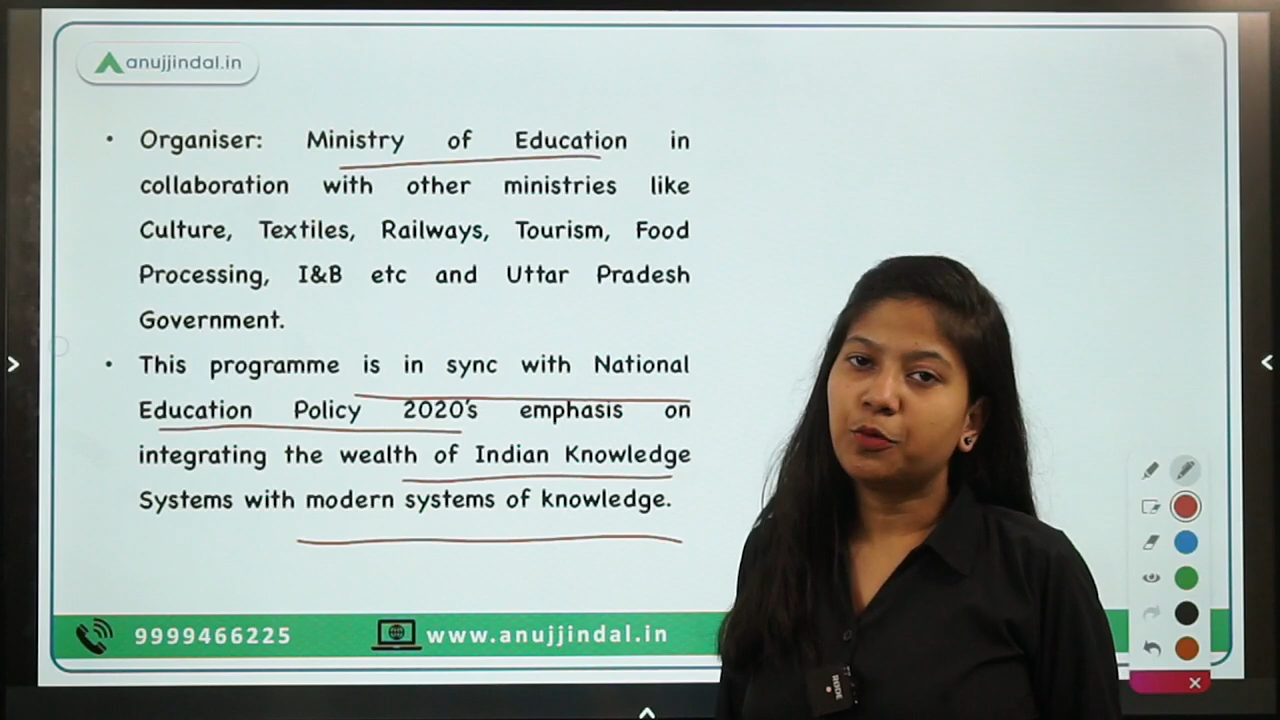 anujjindal.in
• Organiser: Ministry of Education in
collaboration with other ministries like
Culture, Textiles, Railways, Tourism, Food
Processing, I&B etc and Uttar Pradesh
Government.
• This programme is in sync with National
Education Policy 2020's emphasis on
integrating the wealth of Indian Knowledge
Systems with modern systems of knowledge.
9999466225 www.anujjindal.in
RODE